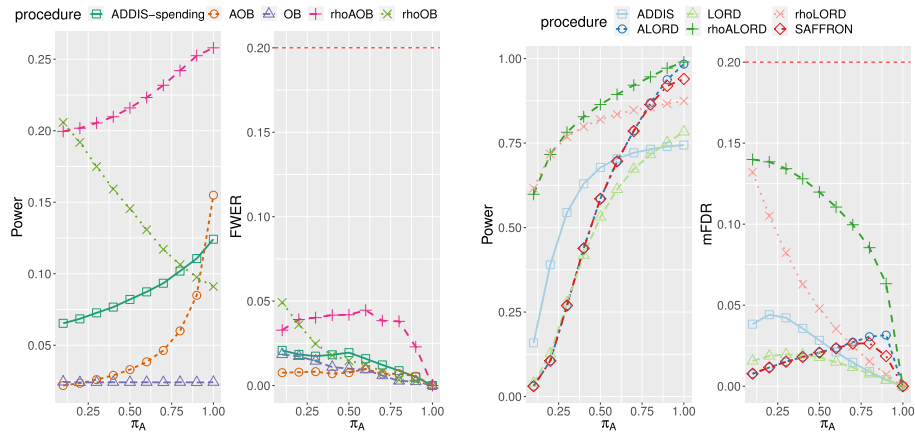 procedure ADDIS−spending AOB OB rhoAOB rhoOB
Power
0.25
0.20
0.15
0.10
0.05
0.25 0.50 0.75 1.00
πA
FWER
0.20
0.15
0.10
0.05
0.00
0.25 0.50 0.75 1.00
πA
procedure
ADDIS LORD rhoLORD
ALORD rhoALORD SAFFRON
Power
1.00
0.75
0.50
0.25
0.00
0.25 0.50 0.75 1.00
πA
mFDR
0.20
0.15
0.10
0.05
0.00
0.25 0.50 0.75 1.00
πA